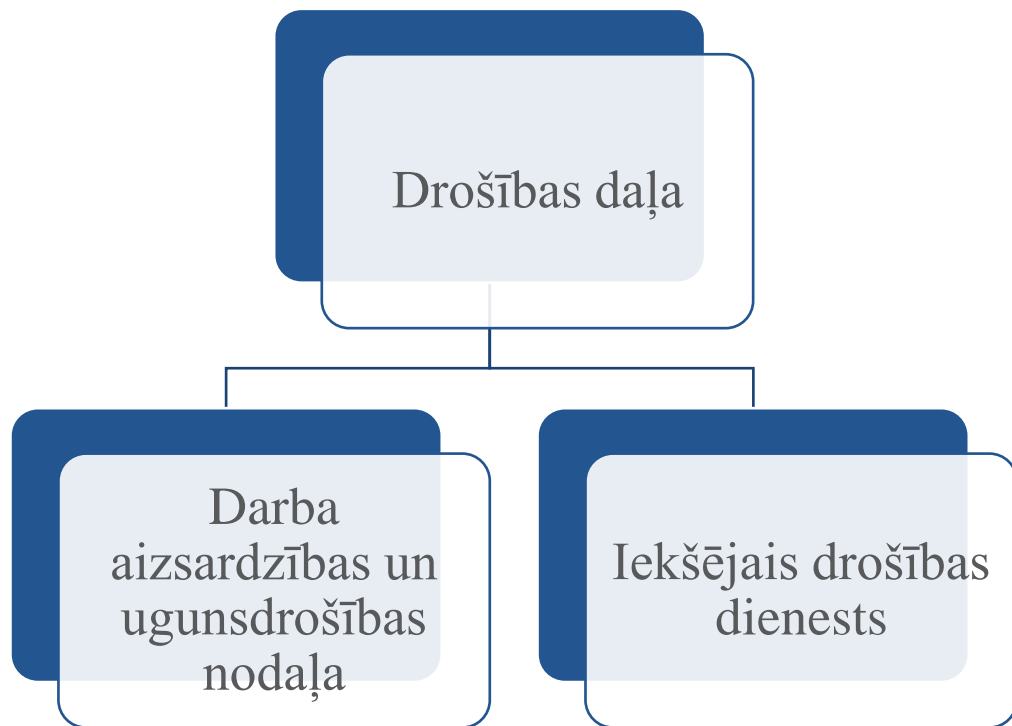 Drošības daļa
Darba
aizsardzības un
ugunsdrošības
nodaļa
Iekšējais drošības
dienests